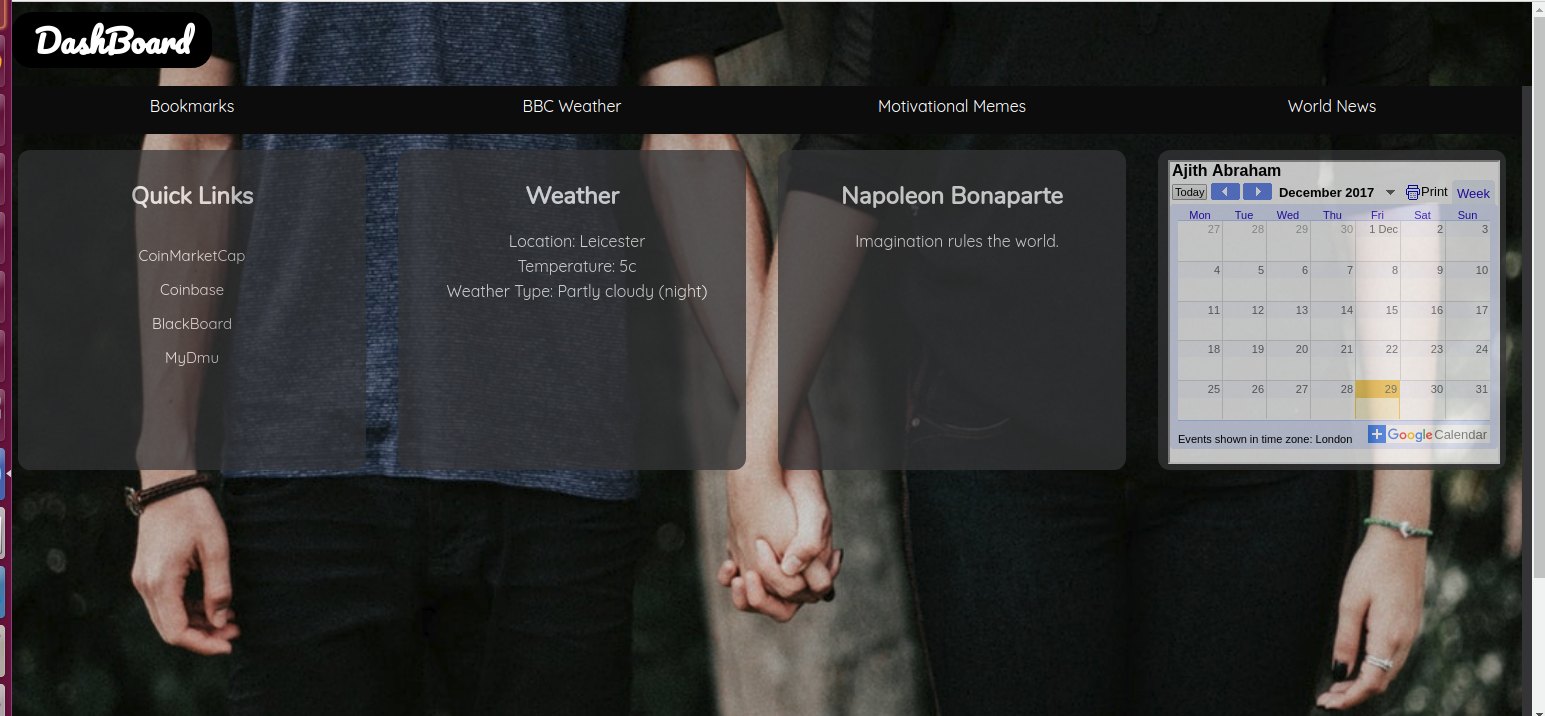 DashBoard
Bookmarks
BBC Weather
Motivational Memes
World News
Quick Links
CoinMarketCap
Coinbase
BlackBoard
MyDmu
Weather
Location: Leicester
Temperature: 5c
Weather Type: Partly cloudy (night)
Napoleon Bonaparte
Imagination rules the world.
Ajith Abraham
Today December 2017 Print Week
Mon Tue Wed Thu Fri Sat Sun
27 28 29 30 1 Dec 2 3
4 5 6 7 8 9 10
11 12 13 14 15 16 17
18 19 20 21 22 23 24
25 26 27 28 29 30 31
Events shown in time zone: London
Google Calendar